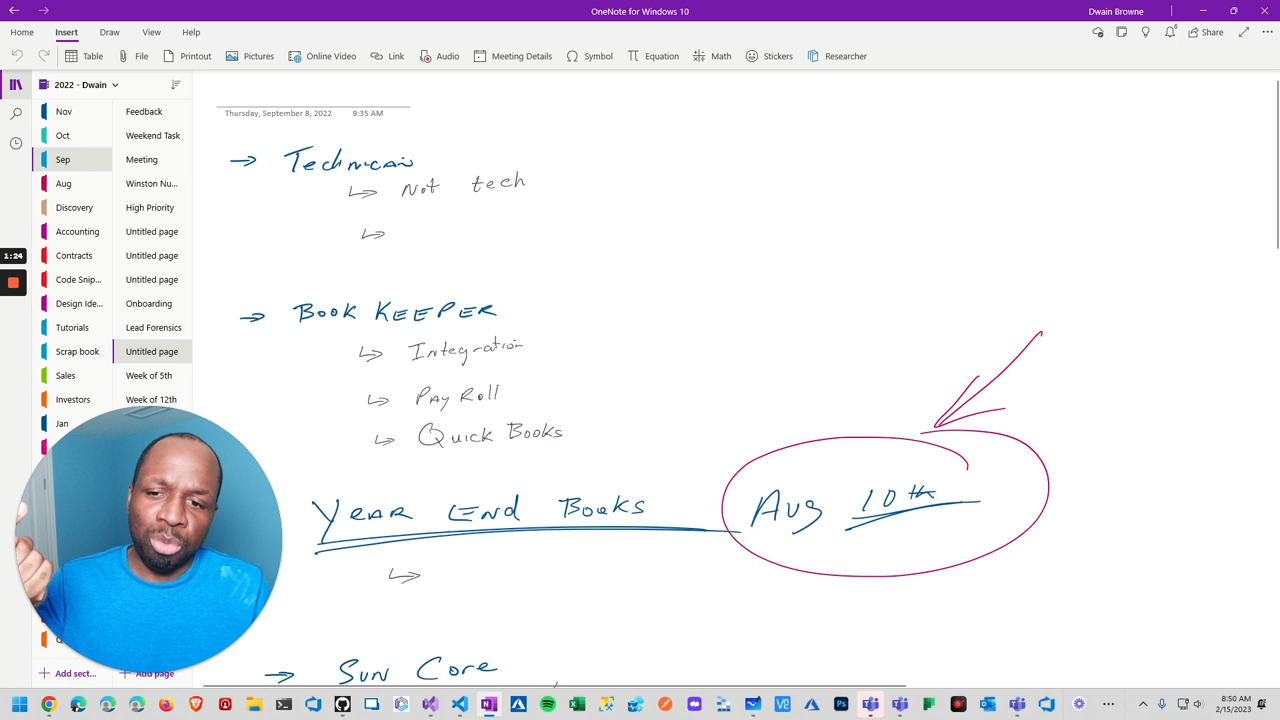 OneNote for Windows 10
Dwain Browne
Home Insert Draw View Help
6
Share
Table File Printout Pictures Online Video Link Audio Meeting Details Symbol Equation Math Stickers Researcher
2022 - Dwain
Nov
Oct
Sep
Aug
Discovery
Accounting
Contracts
Code Snip...
Design Ide...
Tutorials
Scrap book
Sales
Investors
Jan
Add sect...
Feedback
Weekend Task
Meeting
Winston Nu...
High Priority
Untitled page
Untitled page
Untitled page
Onboarding
Lead Forensics
Untitled page
Week of 5th
Week of 12th
Add page
1:24
Thursday, September 8, 2022 9:35 AM
→ Technican
↳ Not tech
↳
→ BOOK KEEPER
↳ Integration
↳ PAY Roll
↳ Quick Books
YEAR End Books Aug 10th
↳
→ Sun Core
8:50 AM
2/15/2023